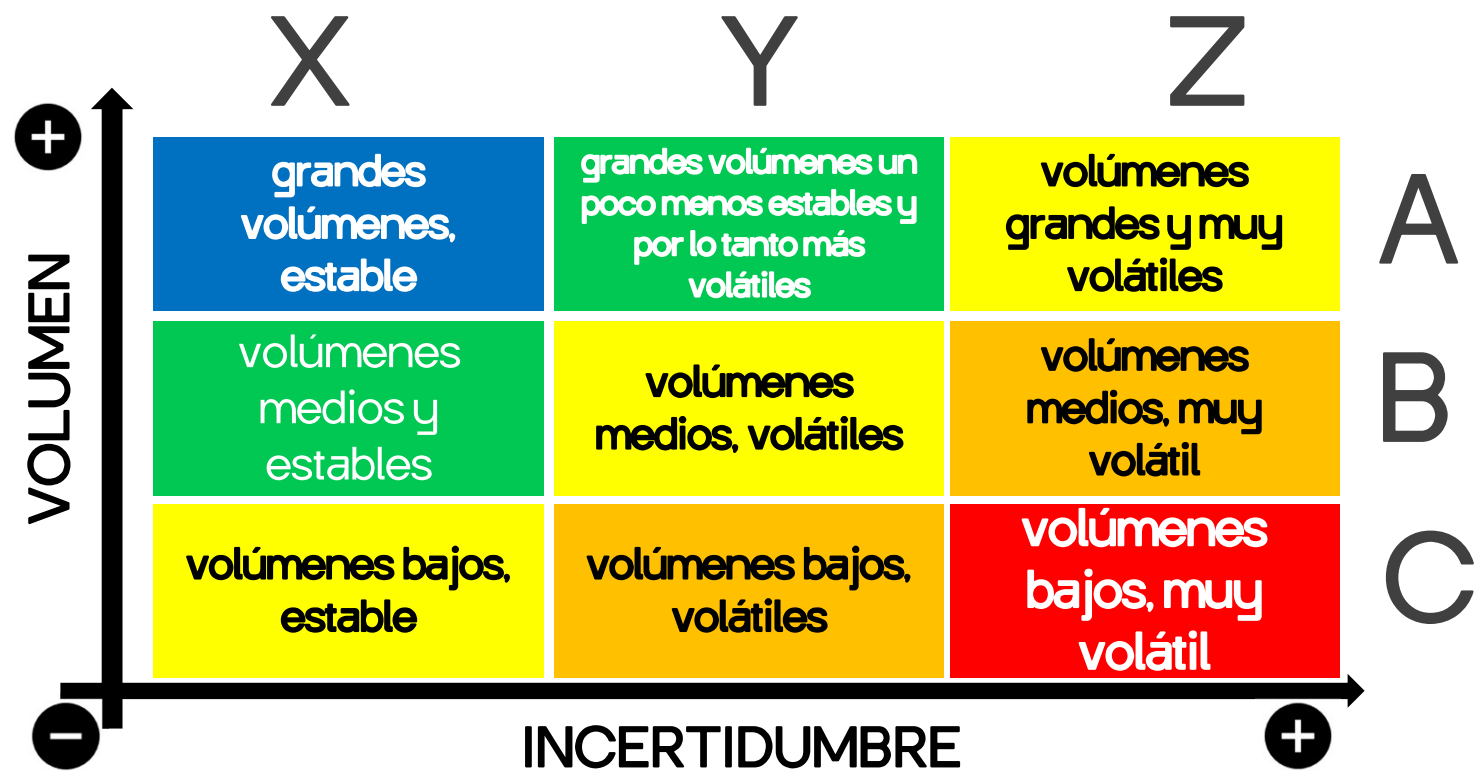 X Y Z
+
grandes
volúmenes,
estable
grandes volúmenes un
poco menos estables y
por lo tanto más
volátiles
volúmenes
grandes y muy
volátiles
A
VOLUMEN
volúmenes
medios y
estables
volúmenes
medios, volátiles
volúmenes
medios, muy
volátil
B
volúmenes bajos,
estable
volúmenes bajos,
volátiles
volúmenes
bajos, muy
volátil
C
−
INCERTIDUMBRE
+